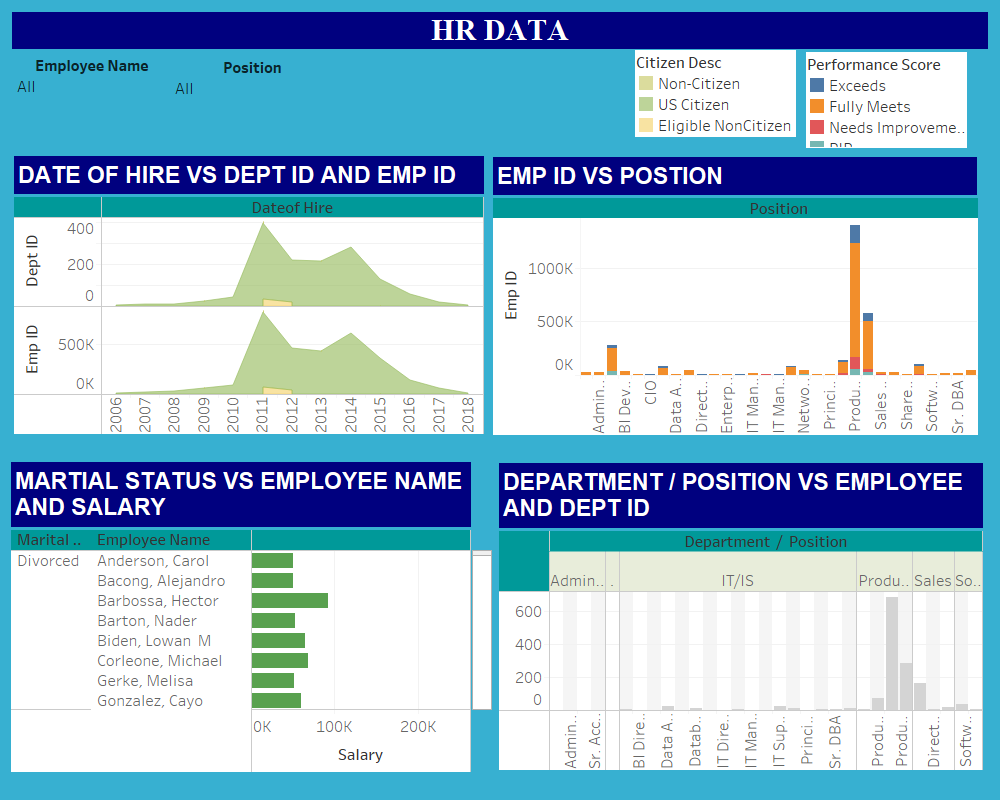 HR DATA
Employee Name
All
Position
All
Citizen Desc
Non-Citizen
US Citizen
Eligible NonCitizen
Performance Score
Exceeds
Fully Meets
Needs Improveme..
DATE OF HIRE VS DEPT ID AND EMP ID
Dateof Hire
Dept ID
400
200
0
Emp ID
500K
0K
2006 2007 2008 2009 2010 2011 2012 2013 2014 2015 2016 2017 2018
EMP ID VS POSTION
Position
Emp ID
1000K
500K
0K
Admin.. BI Dev.. CIO Data A.. Direct.. Enterp.. IT Man.. IT Man.. Netwo.. Princi.. Produ.. Sales .. Share.. Softw.. Sr. DBA
MARTIAL STATUS VS EMPLOYEE NAME
AND SALARY
Marital .. Employee Name
Divorced Anderson, Carol
Bacong, Alejandro
Barbossa, Hector
Barton, Nader
Biden, Lowan M
Corleone, Michael
Gerke, Melisa
Gonzalez, Cayo
0K 100K 200K
Salary
DEPARTMENT / POSITION VS EMPLOYEE
AND DEPT ID
Department / Position
Admin.. . IT/IS Produ.. Sales So..
600
400
200
0
Admin.. Sr. Acc.. BI Dire.. Data A.. Datab.. IT Dire.. IT Man.. IT Sup.. Princi.. Sr. DBA Produ.. Produ.. Direct.. Softw..